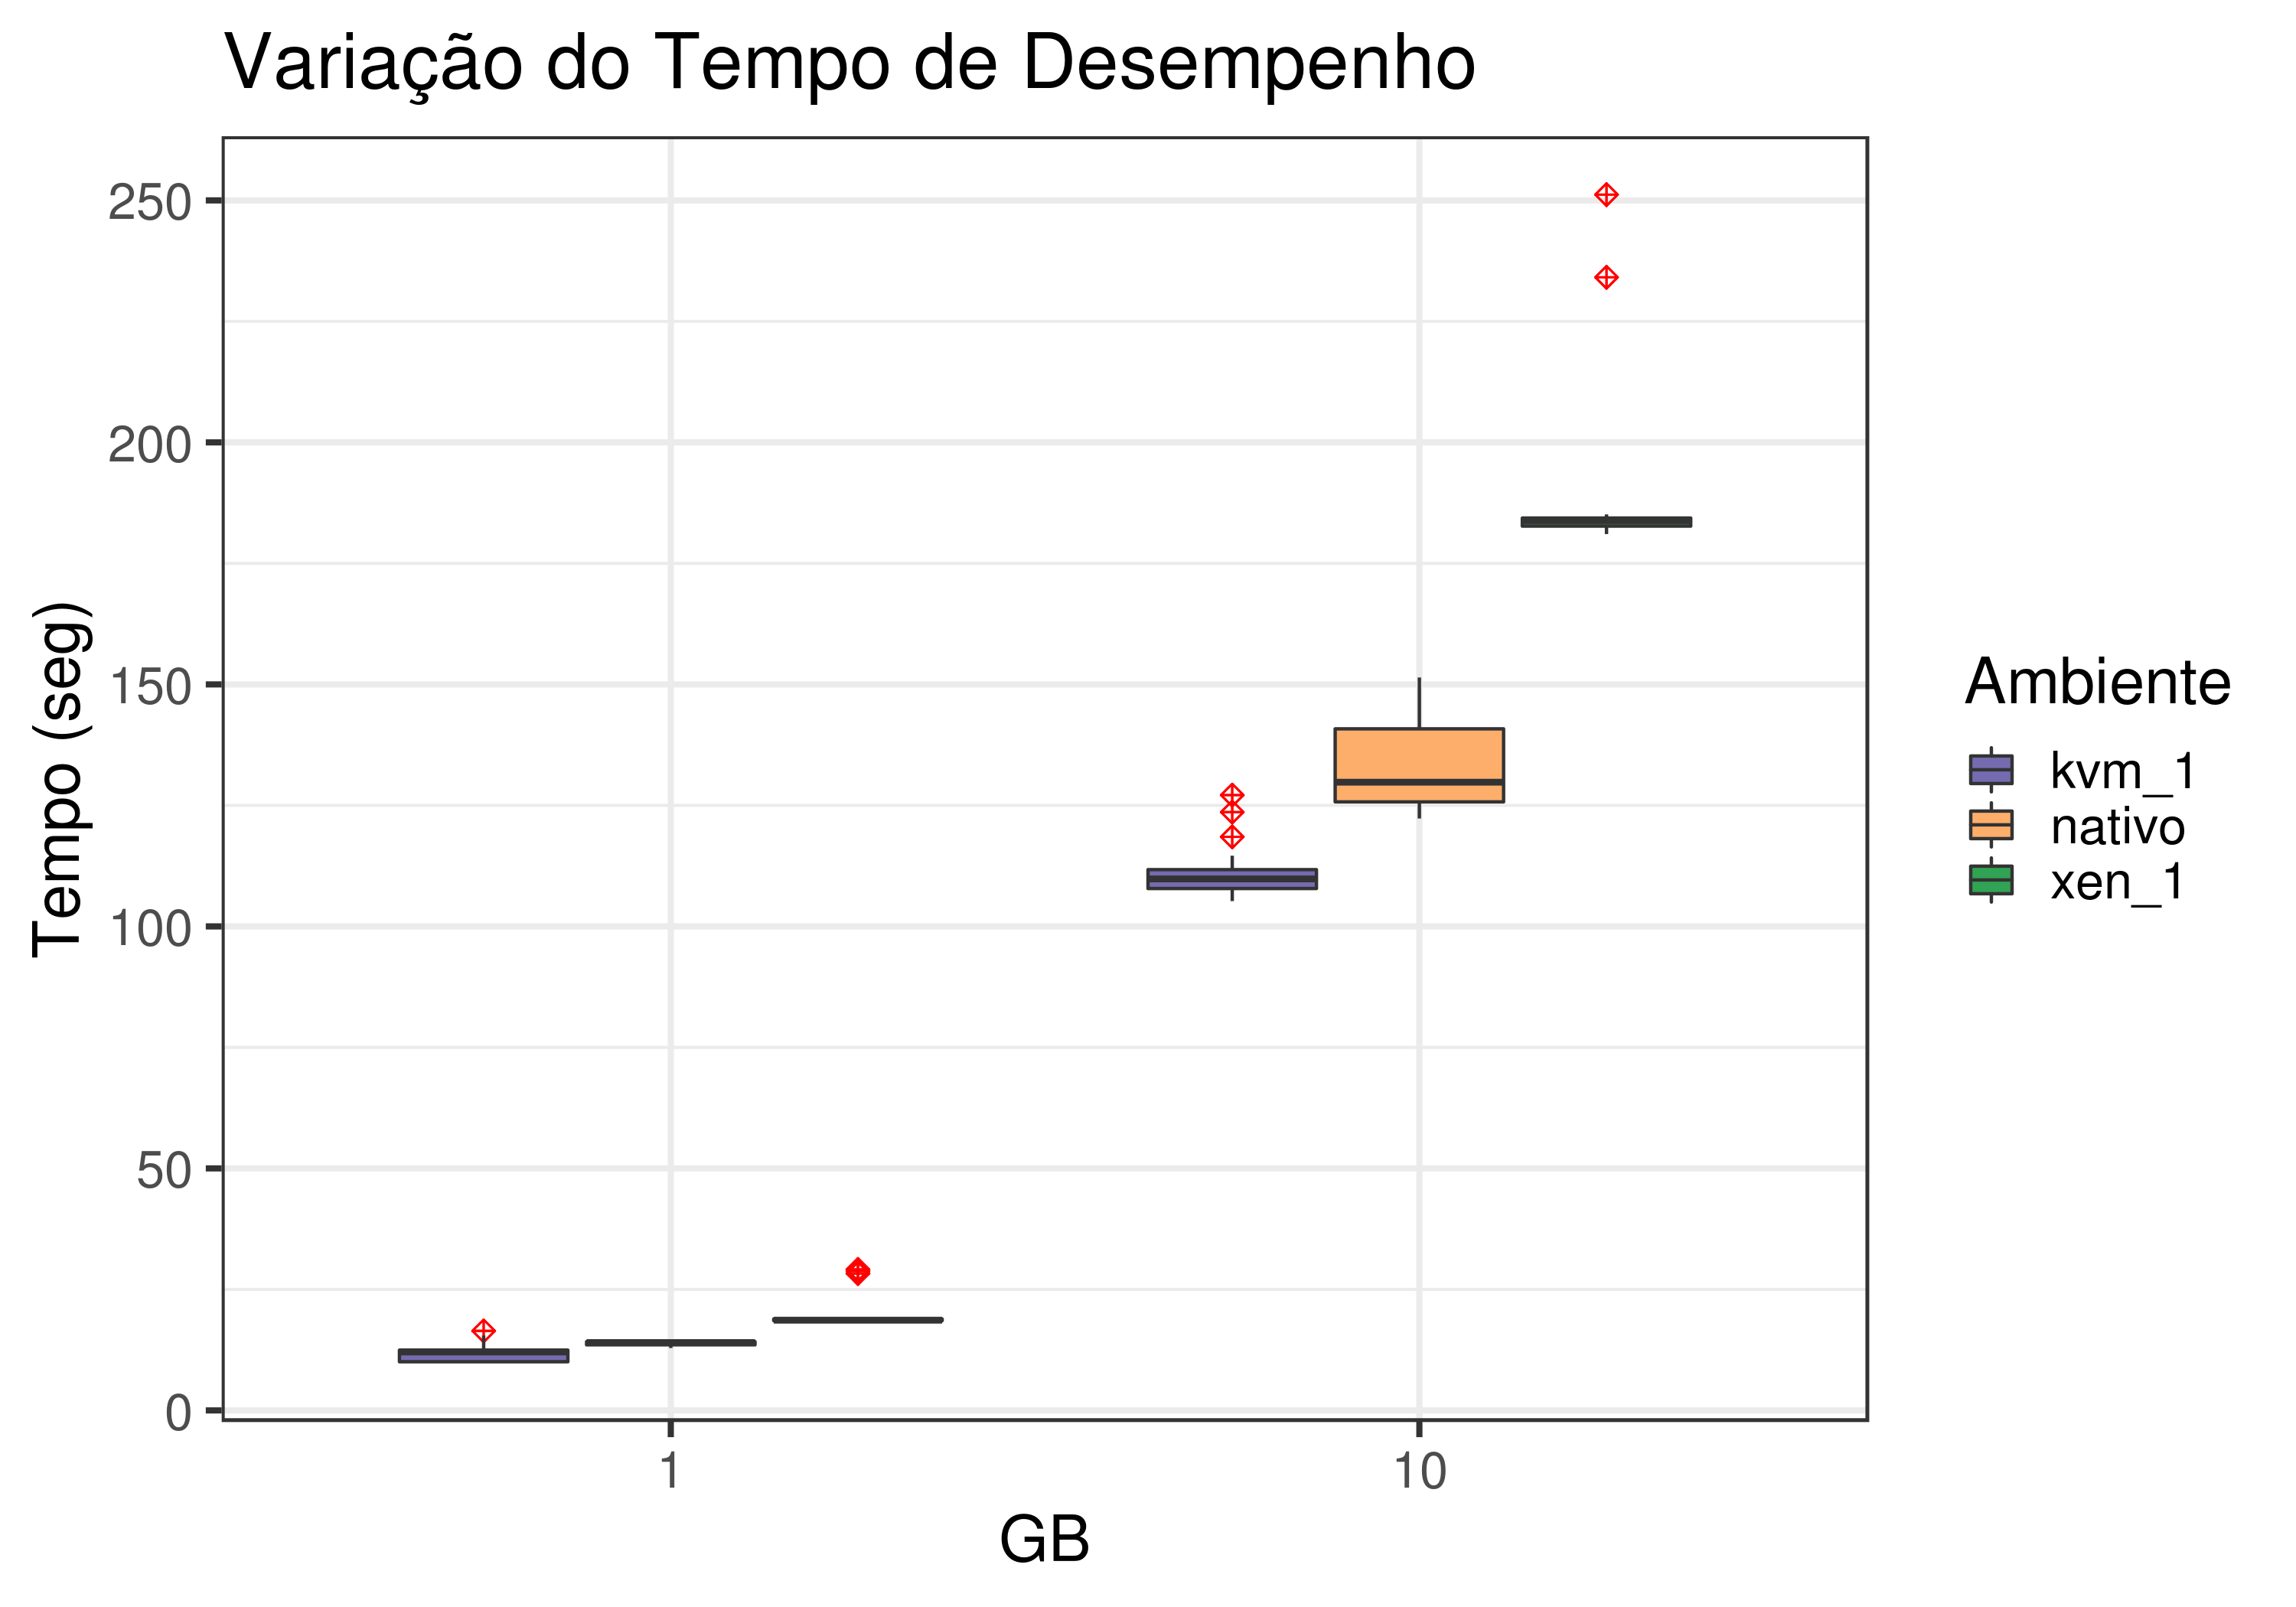 Variação do Tempo de Desempenho
250
200
150
100
50
0
Tempo (seg)
1
10
GB
Ambiente
kvm_1
nativo
xen_1